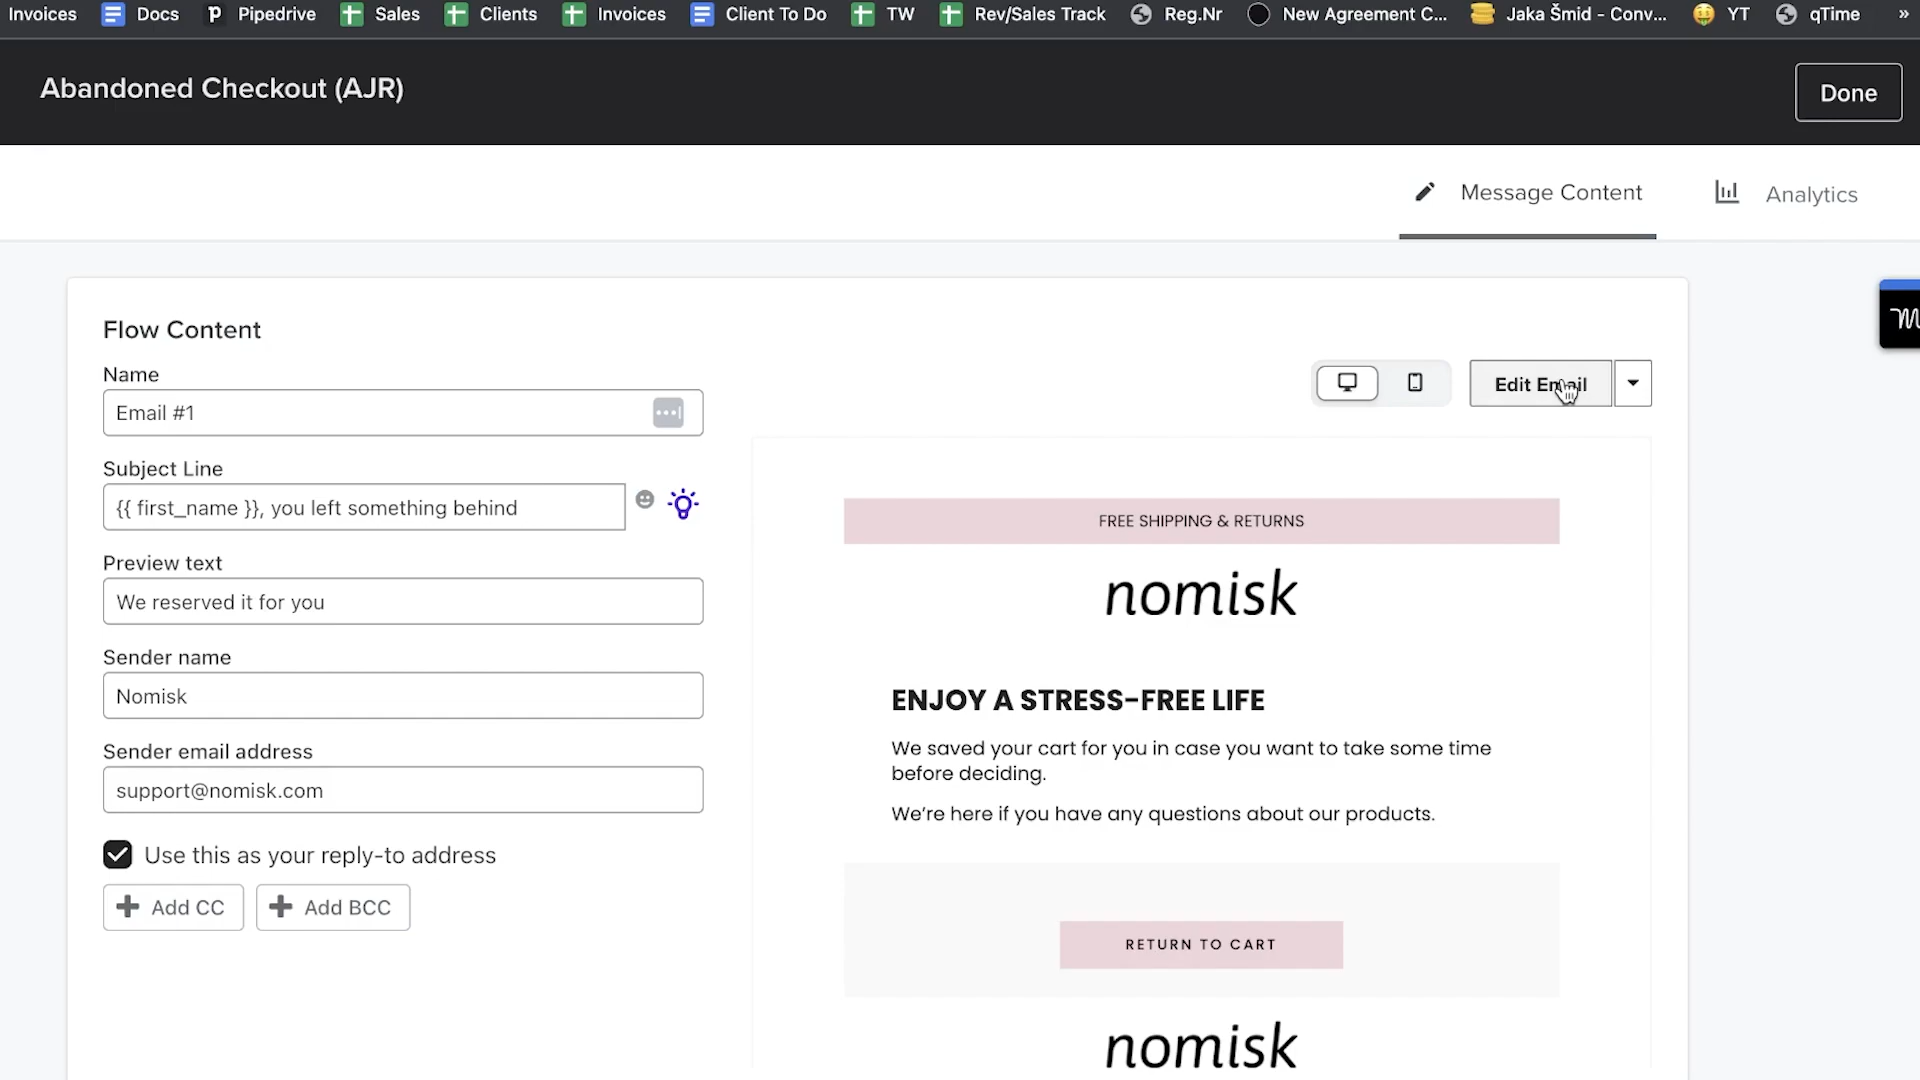 Invoices Docs Pipedrive Sales Clients Invoices Client To Do TW Rev/Sales Track Reg.Nr New Agreement C... Jaka Šmid - Conv... YT qTime »
Abandoned Checkout (AJR)
Done
Message Content
Analytics
Flow Content
Name
Email #1
Edit Email
Subject Line
{{ first_name }}, you left something behind
Preview text
We reserved it for you
Sender name
Nomisk
Sender email address
support@nomisk.com
Use this as your reply-to address
Add CC
Add BCC
FREE SHIPPING & RETURNS
nomisk
ENJOY A STRESS-FREE LIFE
We saved your cart for you in case you want to take some time
before deciding.
We're here if you have any questions about our products.
RETURN TO CART
nomisk